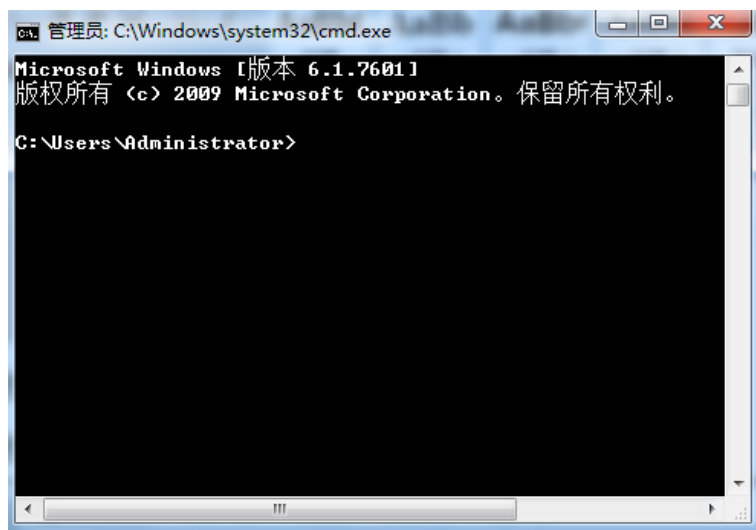 管理员: C:\Windows\system32\cmd.exe
Microsoft Windows [版本 6.1.7601]
版权所有 (c) 2009 Microsoft Corporation。保留所有权利。
C:\Users\Administrator>